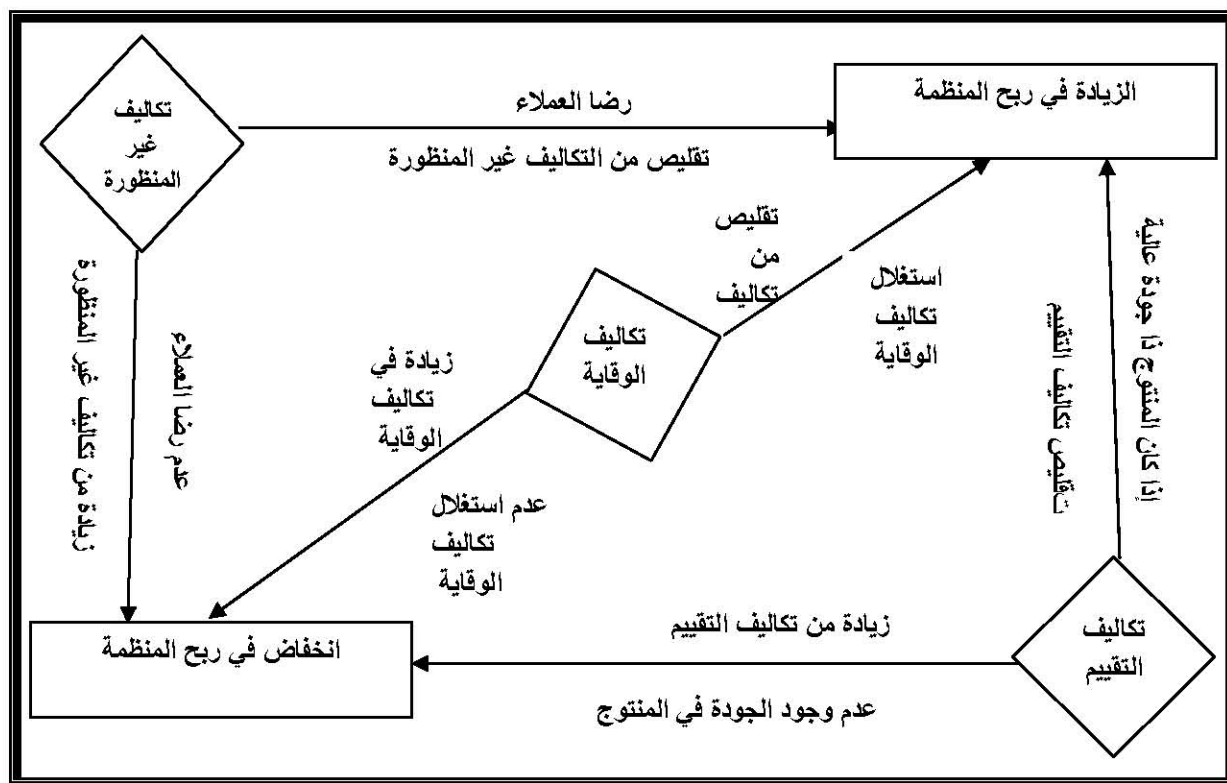 تكاليف
غير
المنظورة
رضا العملاء
تقليص من التكاليف غير المنظورة
الزيادة في ربح المنظمة
زيادة من تكاليف غير المنظورة
عدم رضا العملاء
تقليص
من
تكاليف
استغلال
تكاليف
الوقاية
تكاليف
الوقاية
زيادة في
تكاليف
الوقاية
عدم استغلال
تكاليف
الوقاية
إذا كان المنتوج ذا جودة عالية
تقليص تكاليف التقييم
تكاليف
التقييم
زيادة من تكاليف التقييم
عدم وجود الجودة في المنتوج
انخفاض في ربح المنظمة